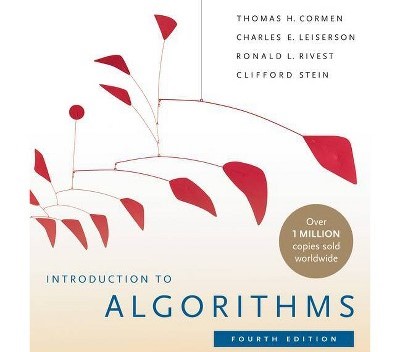 THOMAS H. CORMEN
CHARLES E. LEISERSON
RONALD L. RIVEST
CLIFFORD STEIN
Over
1 MILLION
copies sold
worldwide
INTRODUCTION TO
ALGORITHMS
FOURTH EDITION